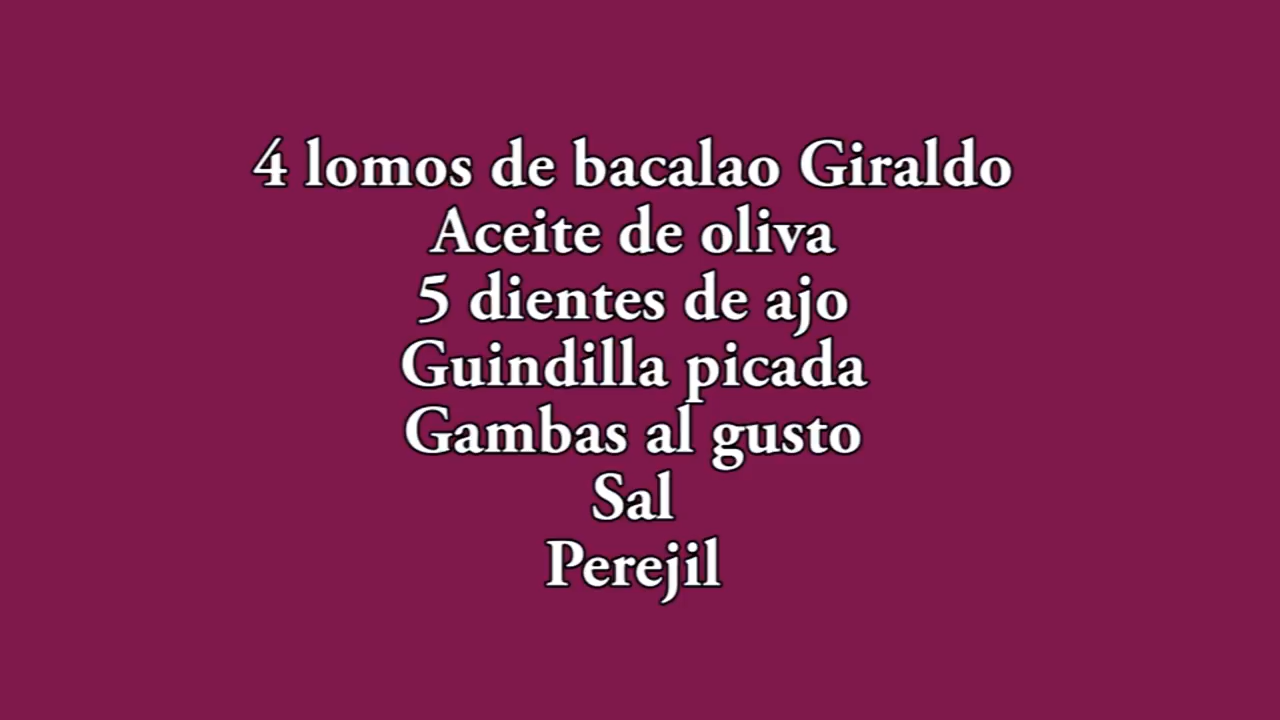 4 lomos de bacalao Giraldo
Aceite de oliva
5 dientes de ajo
Guindilla picada
Gambas al gusto
Sal
Perejil